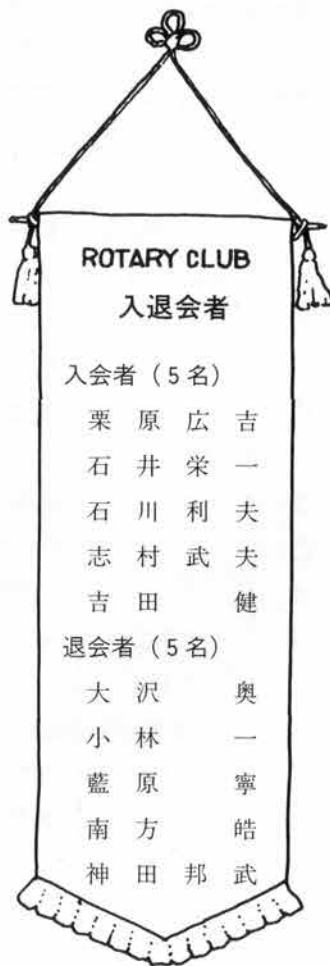 ROTARY CLUB
入退会者
入会者(5名)
栗原広吉
石井栄一
石川利夫
志村武夫
吉田健
退会者(5名)
大沢奥
小林一
藍原寧
南方皓
神田邦武